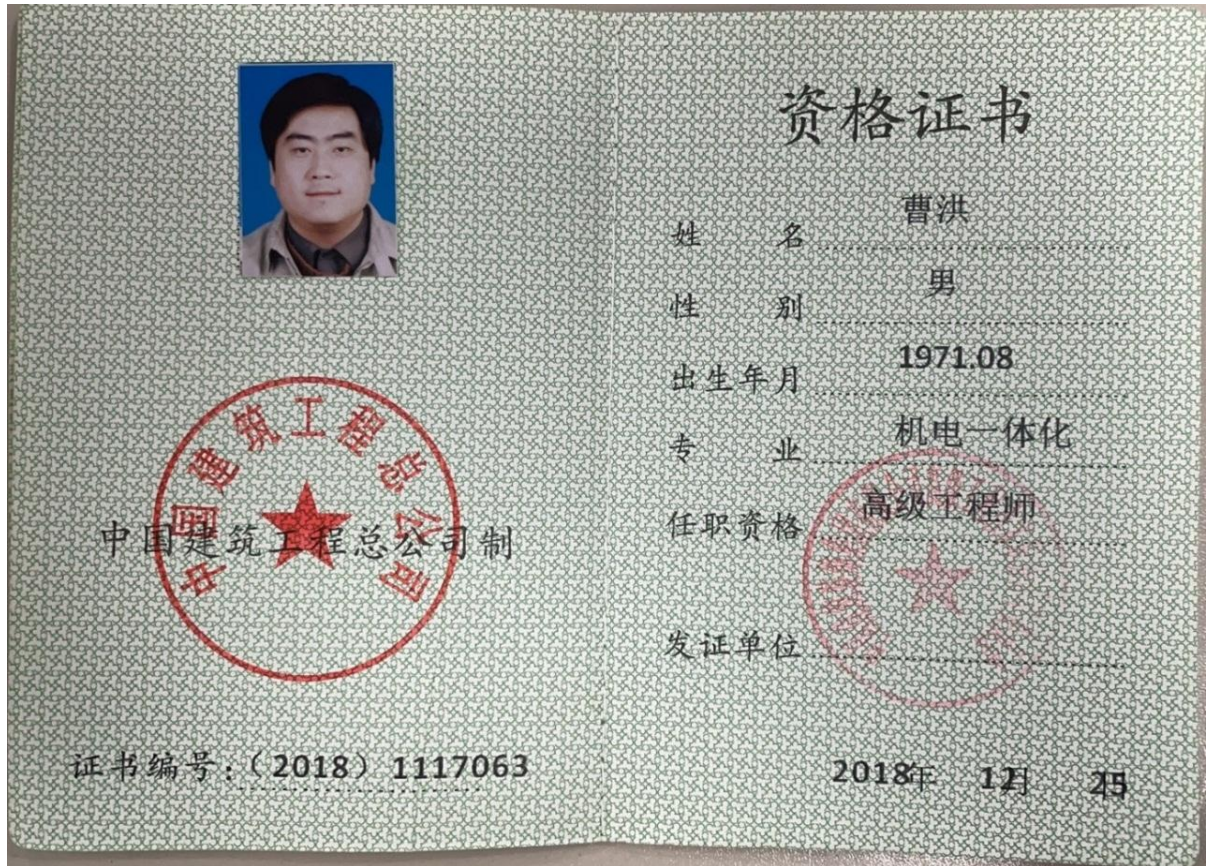 中国建筑工程总公司
中国建筑工程总公司制
证书编号:(2018)1117063
资格证书
姓名 曹洪
性别 男
出生年月 1971.08
专业 机电一体化
任职资格 高级工程师
发证单位
2018年 12月 25日